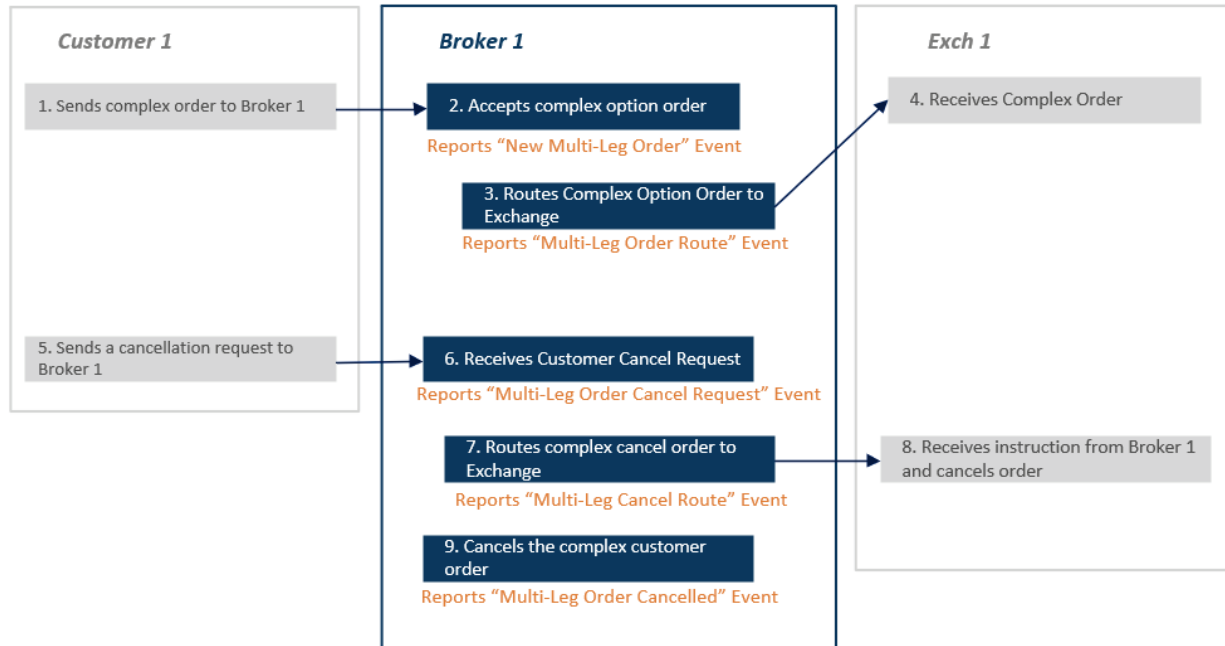 Customer 1
Broker 1
Exch 1
1. Sends complex order to Broker 1
2. Accepts complex option order
4. Receives Complex Order
Reports “New Multi-Leg Order” Event
3. Routes Complex Option Order to
Exchange
Reports “Multi-Leg Order Route” Event
5. Sends a cancellation request to
Broker 1
6. Receives Customer Cancel Request
Reports “Multi-Leg Order Cancel Request” Event
7. Routes complex cancel order to
Exchange
8. Receives instruction from Broker 1
and cancels order
Reports “Multi-Leg Cancel Route” Event
9. Cancels the complex customer
order
Reports “Multi-Leg Order Cancelled” Event